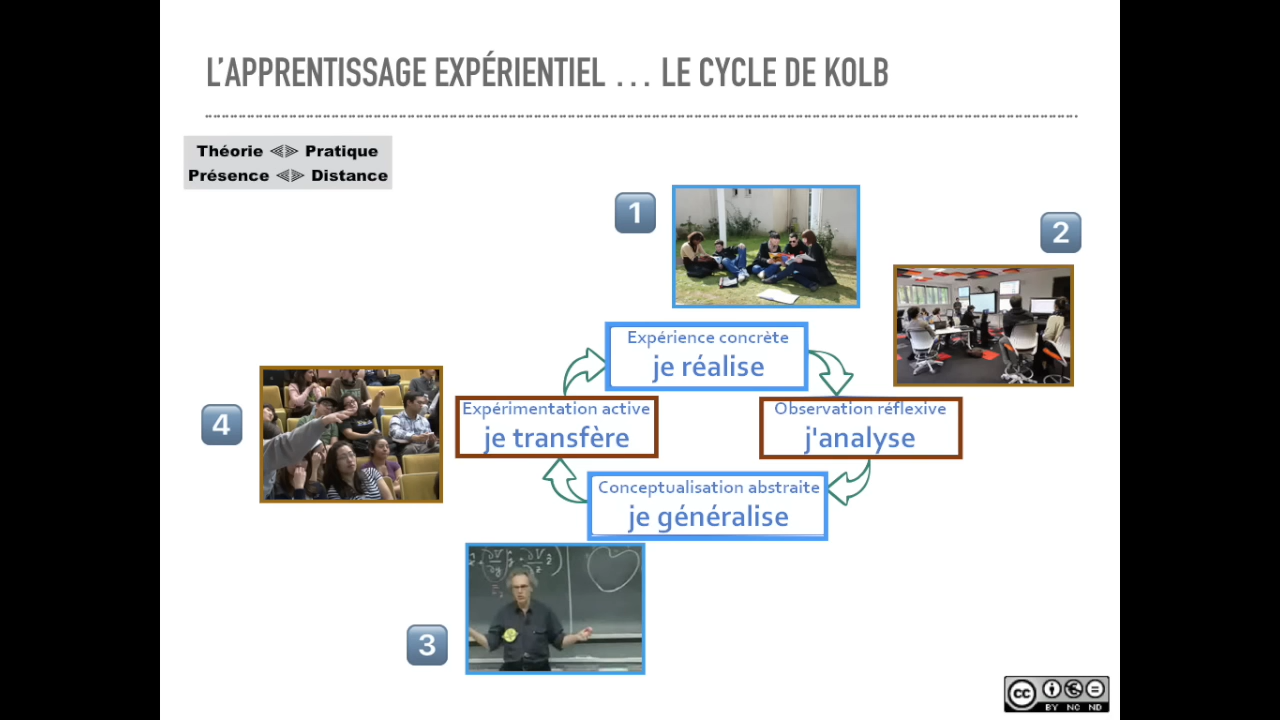 L'APPRENTISSAGE EXPÉRIENTIEL ... LE CYCLE DE KOLB
Théorie Pratique
Présence Distance
1
2
Expérience concrète
je réalise
Expérimentation active
je transfère
Observation réflexive
j'analyse
4
Conceptualisation abstraite
je généralise
3
cc
BY NC ND